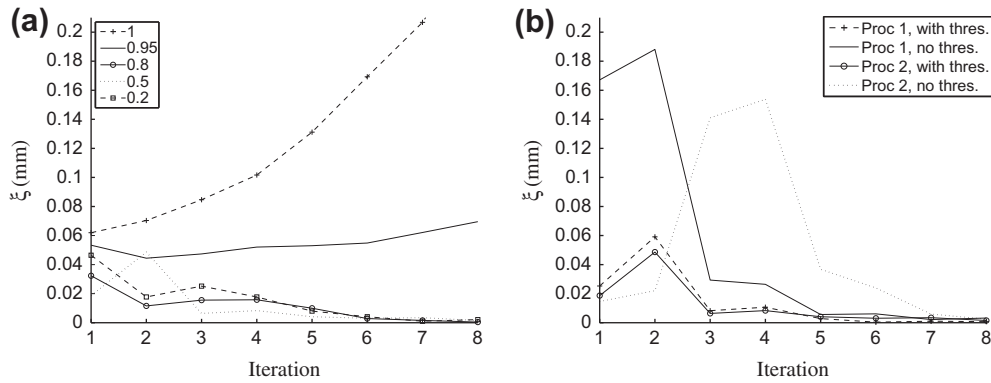 (a)
0.2
0.18
0.16
0.14
0.12
0.1
0.08
0.06
0.04
0.02
0
ξ (mm)
1
0.95
0.8
0.5
-0.2
1 2 3 4 5 6 7 8
Iteration
(b)
0.2
0.18
0.16
0.14
0.12
0.1
0.08
0.06
0.04
0.02
0
ξ (mm)
Proc 1, with thres.
Proc 1, no thres.
Proc 2, with thres.
Proc 2, no thres.
1 2 3 4 5 6 7 8
Iteration